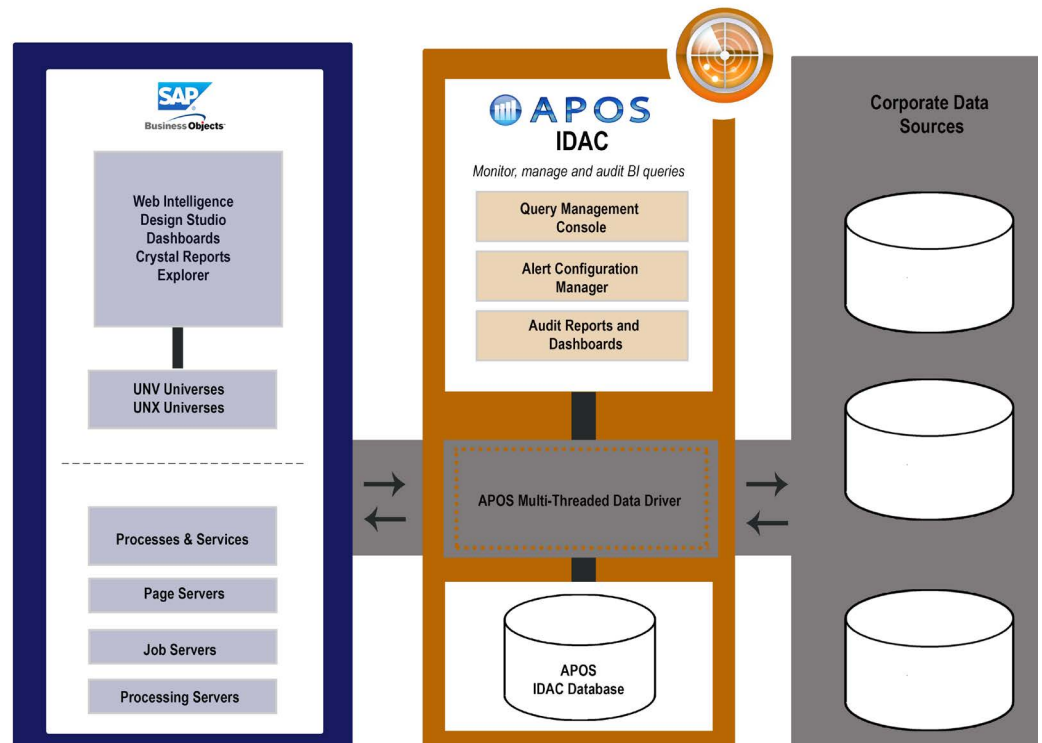 SAP
Business Objects
Web Intelligence
Design Studio
Dashboards
Crystal Reports
Explorer
UNV Universes
UNX Universes
Processes & Services
Page Servers
Job Servers
Processing Servers
APOS
IDAC
Monitor, manage and audit BI queries
Query Management
Console
Alert Configuration
Manager
Audit Reports and
Dashboards
APOS Multi-Threaded Data Driver
APOS
IDAC Database
Corporate Data
Sources